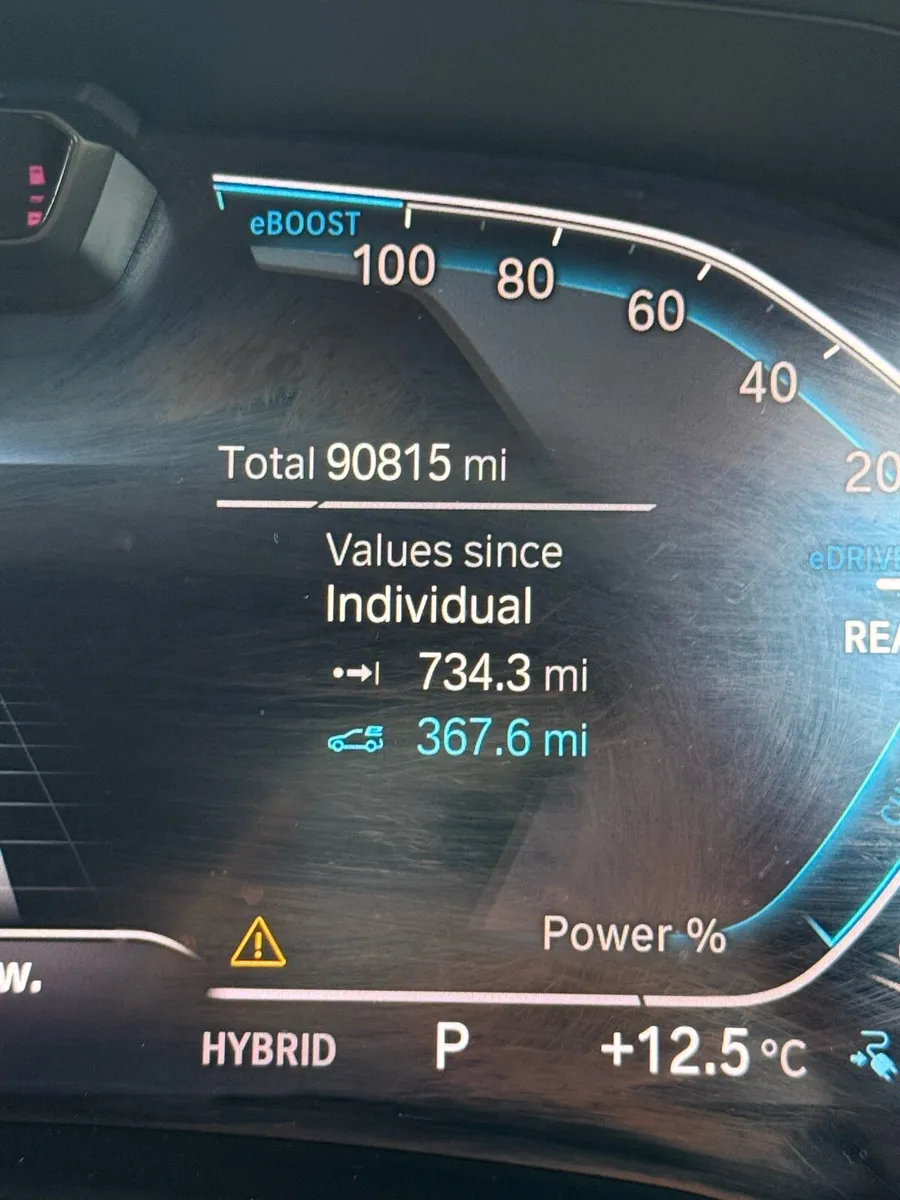 eBOOST
100
80
60
40
20
Total 90815 mi
Values since
Individual
734.3 mi
367.6 mi
Power %
w.
HYBRID P +12.5 °C